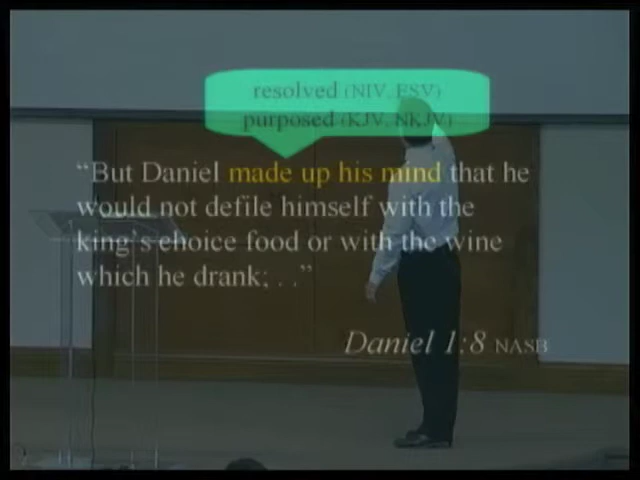 resolved (NIV, ESV)
purposed (KJV, NKJV)
“But Daniel made up his mind that he
would not defile himself with the
king’s choice food or with the wine
which he drank; . .”
Daniel 1:8 NASB